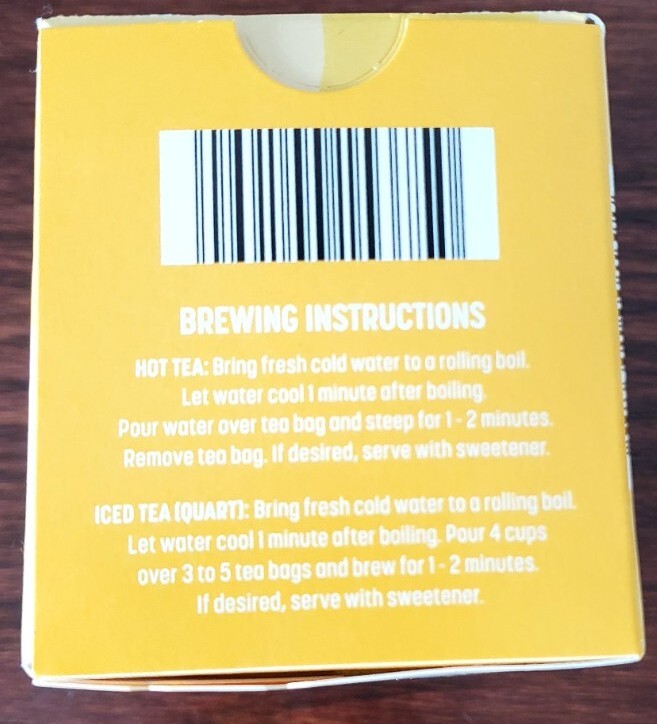 BREWING INSTRUCTIONS
HOT TEA: Bring fresh cold water to a rolling boil.
Let water cool 1 minute after boiling.
Pour water over tea bag and steep for 1 - 2 minutes.
Remove tea bag. If desired, serve with sweetener.
ICED TEA (QUART): Bring fresh cold water to a rolling boil.
Let water cool 1 minute after boiling. Pour 4 cups
over 3 to 5 tea bags and brew for 1 - 2 minutes.
If desired, serve with sweetener.